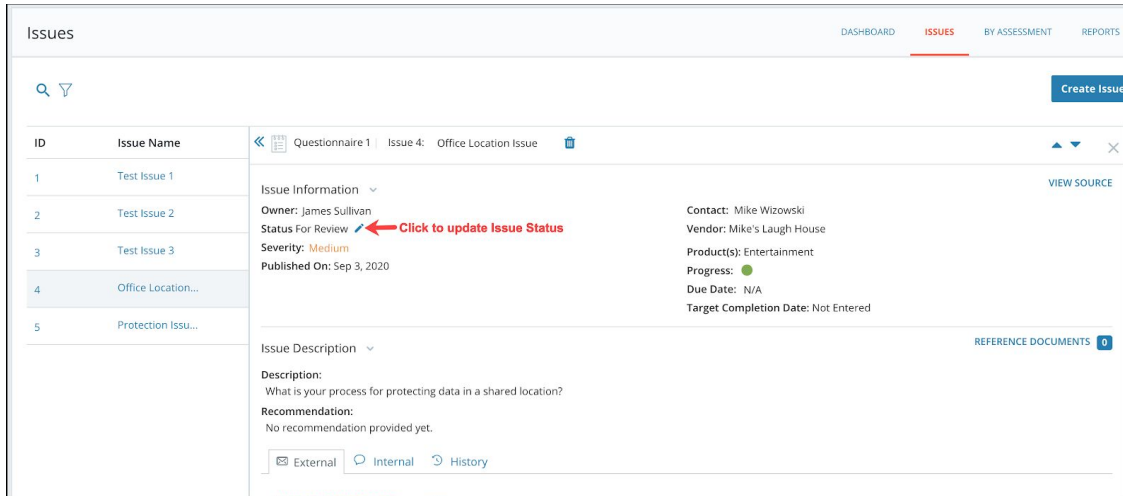 Issues
DASHBOARD ISSUES BY ASSESSMENT REPORTS
Create Issue
ID Issue Name
1 Test Issue 1
2 Test Issue 2
3 Test Issue 3
4 Office Location...
5 Protection Issu...
Questionnaire 1 Issue 4: Office Location Issue
VIEW SOURCE
Issue Information
Owner: James Sullivan
Status For Review Click to update Issue Status
Severity: Medium
Published On: Sep 3, 2020
Contact: Mike Wizowski
Vendor: Mike's Laugh House
Product(s): Entertainment
Progress:
Due Date: N/A
Target Completion Date: Not Entered
REFERENCE DOCUMENTS 0
Issue Description
Description:
What is your process for protecting data in a shared location?
Recommendation:
No recommendation provided yet.
External Internal History